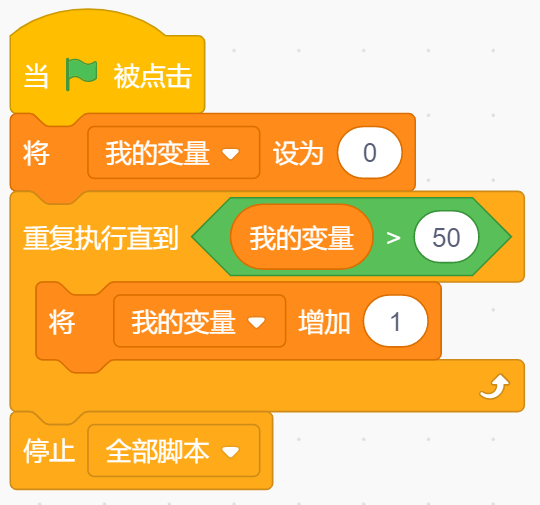 当 被点击
将 我的变量 设为 0
重复执行直到 我的变量 > 50
将 我的变量 增加 1
停止 全部脚本